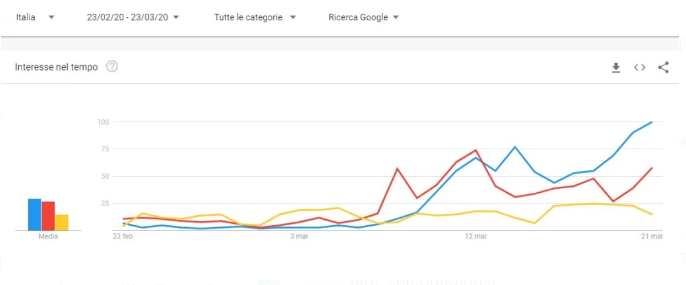 Italia 23/02/20 - 23/03/20 Tutte le categorie Ricerca Google
Interesse nel tempo ?
100
75
50
25
Media 23 feb 3 mar 12 mar 21 mar